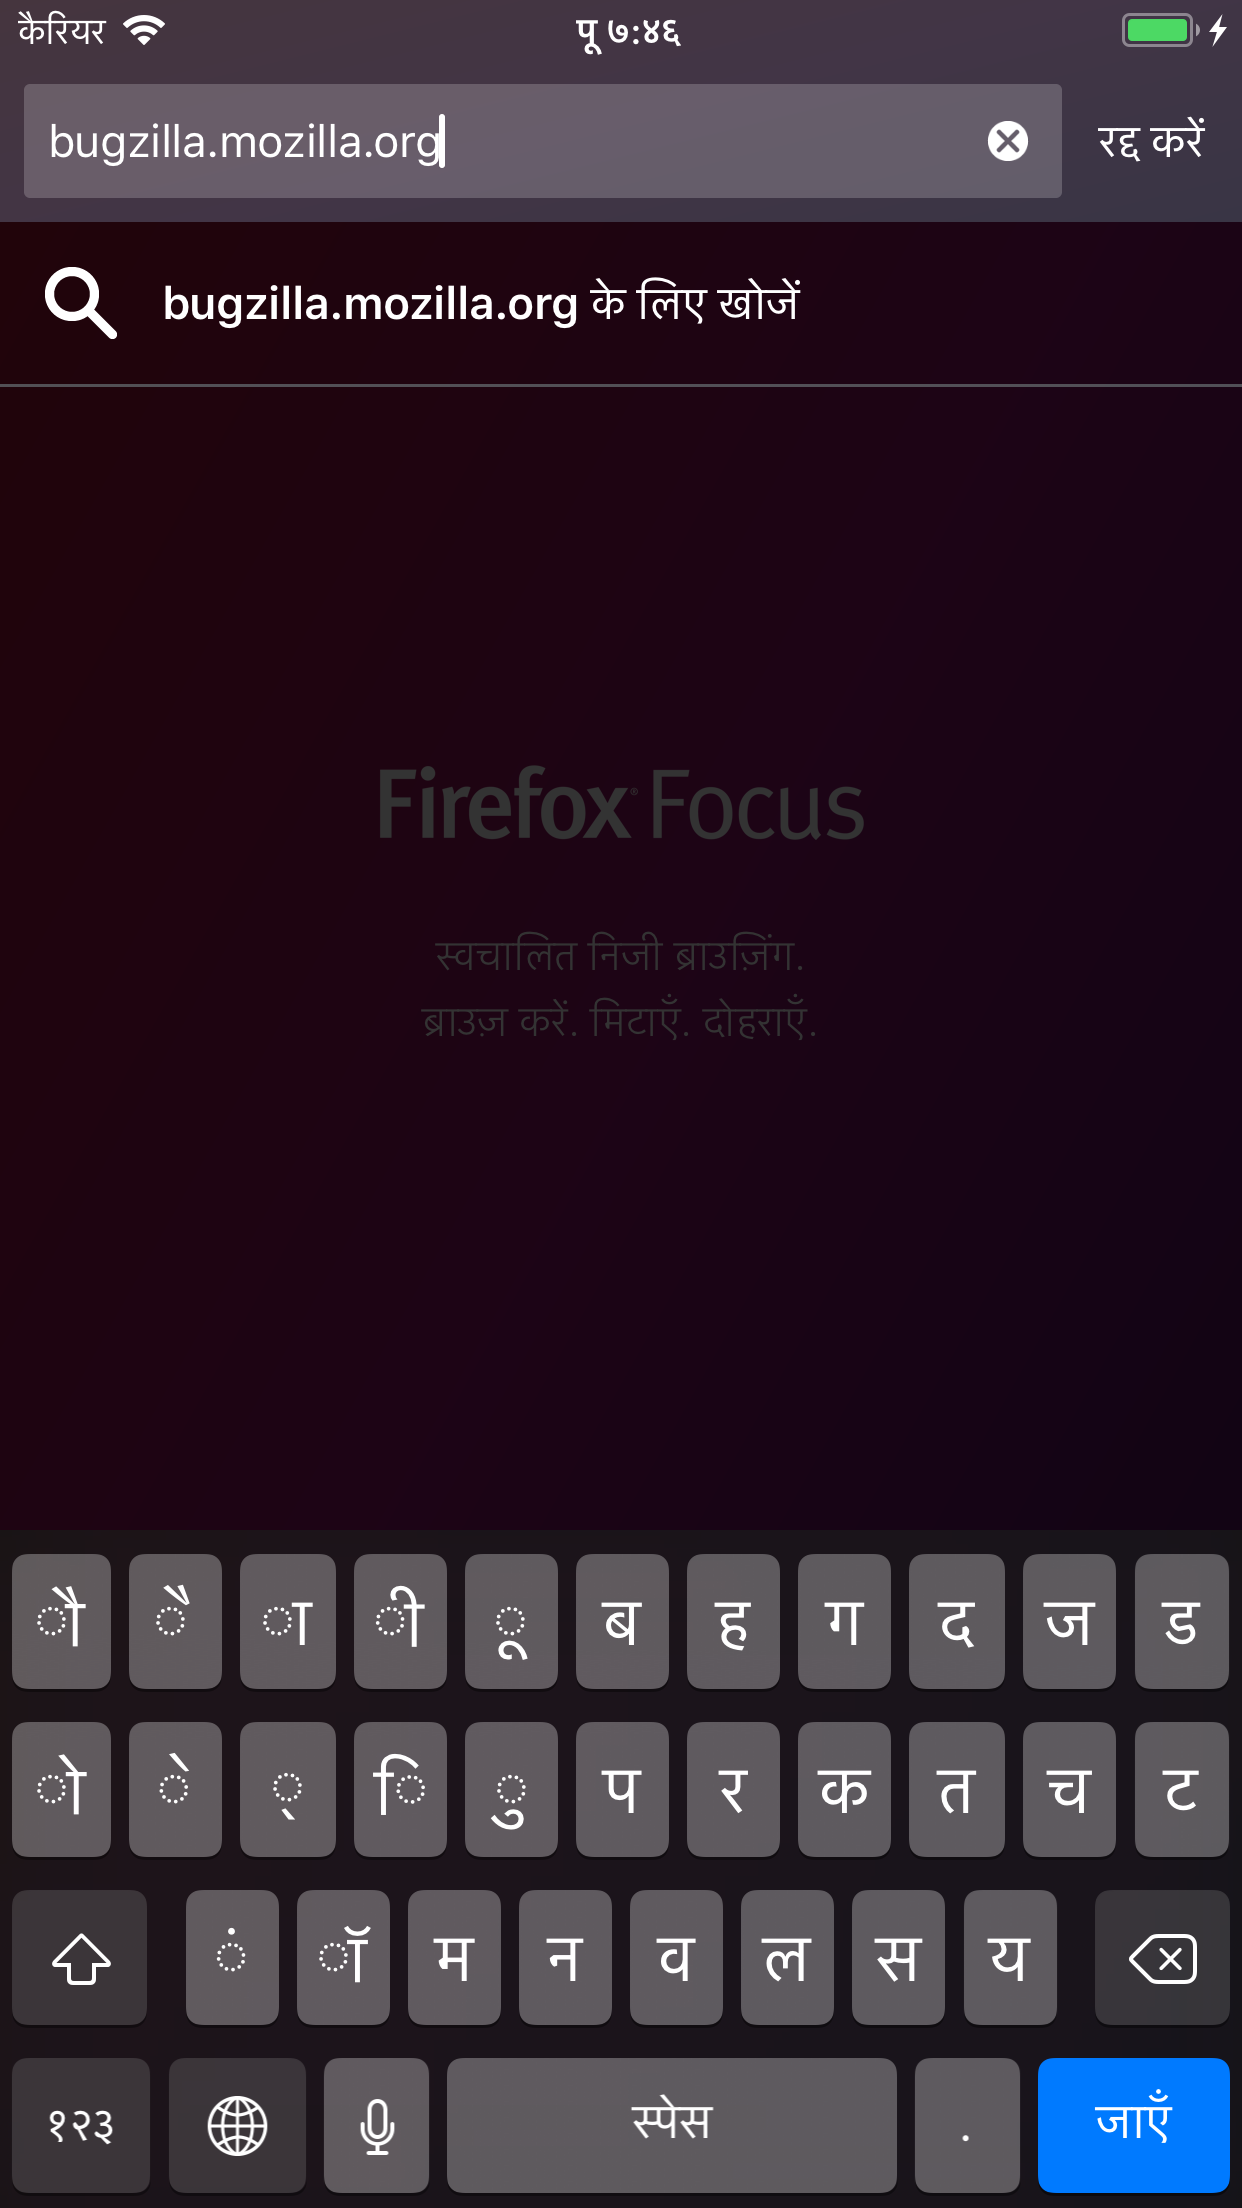 कैरियर पू ७:४६
bugzilla.mozilla.org रद्द करें
bugzilla.mozilla.org के लिए खोजें
Firefox® Focus
स्वचालित निजी ब्राउज़िंग.
ब्राउज़ करें. मिटाएँ. दोहराएँ.
ौ ै ा ी ू ब ह ग द ज ड
ो े ् ि ु प र क त च ट
ं ॉ म न व ल स य
१२३ स्पेस . जाएँ